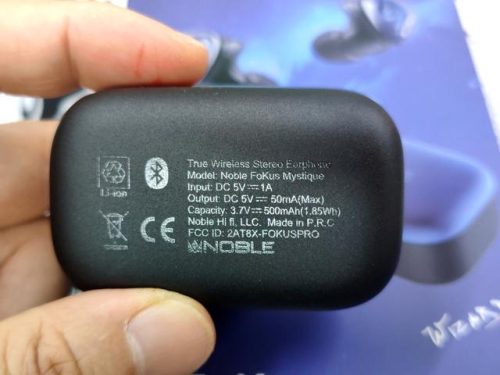 True Wireless Stereo Earphone
Model: Noble FoKus Mystique
Input: DC 5V⎓1A
Output: DC 5V⎓50mA(Max)
Capacity: 3.7V⎓500mAh(1.85Wh)
Noble Hi fi, LLC. Made in P.R.C
FCC ID: 2AT8X-FOKUSPRO
NOBLE
Li-ion
CE